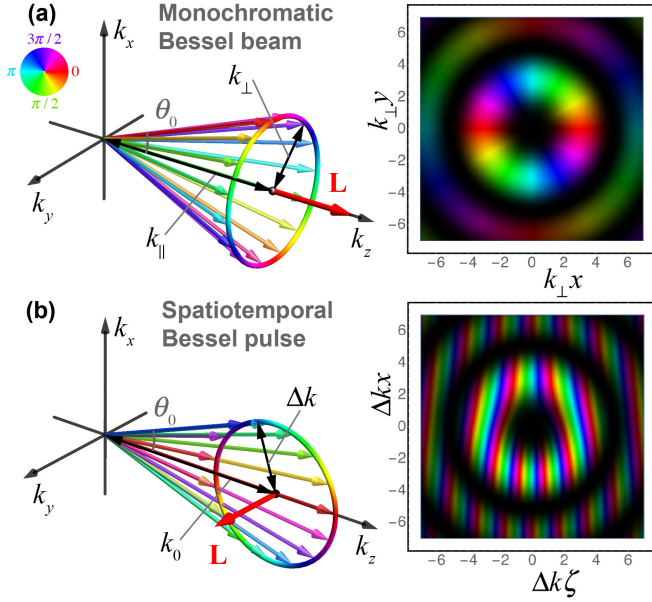 (a)
Monochromatic
Bessel beam
3π/2
π
0
π/2
k_x
k_⊥
θ_0
k_y
k_∥
L
k_z
k_⊥ y
6
4
2
0
−2
−4
−6
−6 −4 −2 0 2 4 6
k_⊥ x
(b)
Spatiotemporal
Bessel pulse
k_x
Δk
θ_0
k_y
k_0
L
k_z
Δkx
6
4
2
0
−2
−4
−6
−6 −4 −2 0 2 4 6
Δkζ